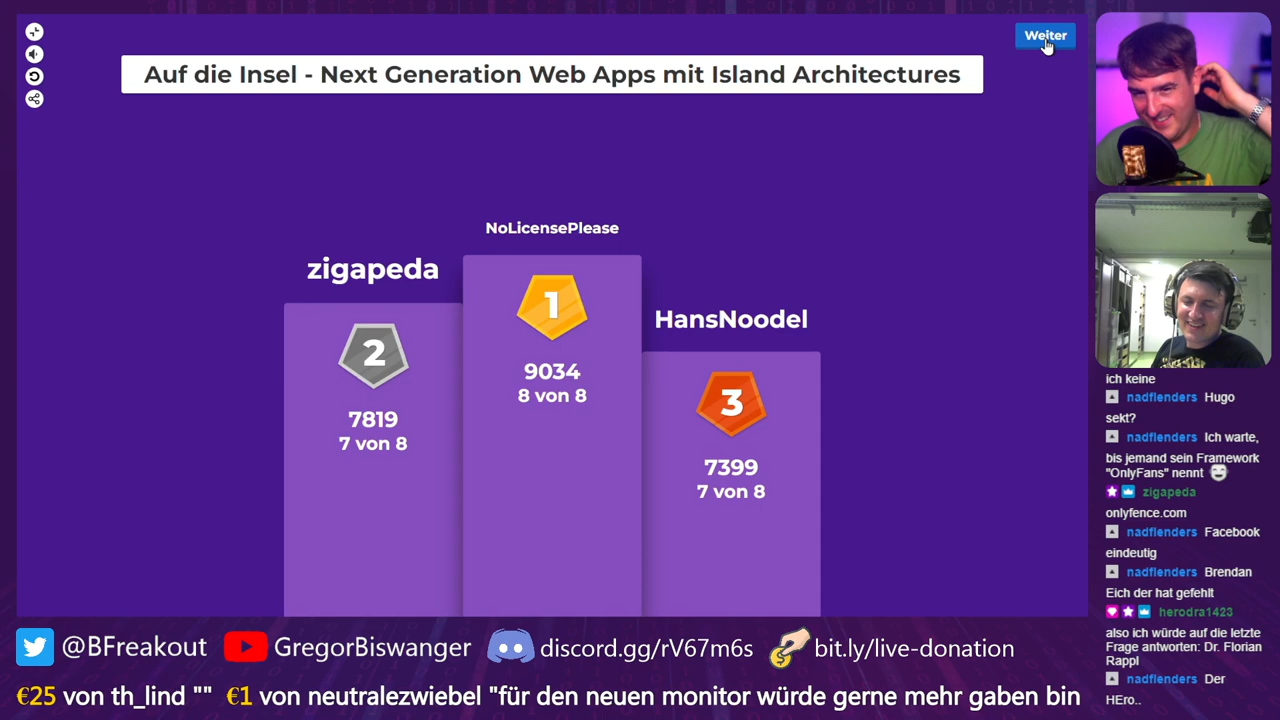 Weiter
Auf die Insel - Next Generation Web Apps mit Island Architectures
NoLicensePlease
1
9034
8 von 8
zigapeda
2
7819
7 von 8
HansNoodel
3
7399
7 von 8
ich keine
nadflenders Hugo
sekt?
nadflenders Ich warte,
bis jemand sein Framework
"OnlyFans" nennt
zigapeda
onlyfence.com
nadflenders Facebook
eindeutig
nadflenders Brendan
Eich der hat gefehlt
herodra1423
also ich würde auf die letzte
Frage antworten: Dr. Florian
Rappl
nadflenders Der
HEro..
@BFreakout GregorBiswanger discord.gg/rV67m6s bit.ly/live-donation
€25 von th_lind "" €1 von neutralezwiebel "für den neuen monitor würde gerne mehr gaben bin